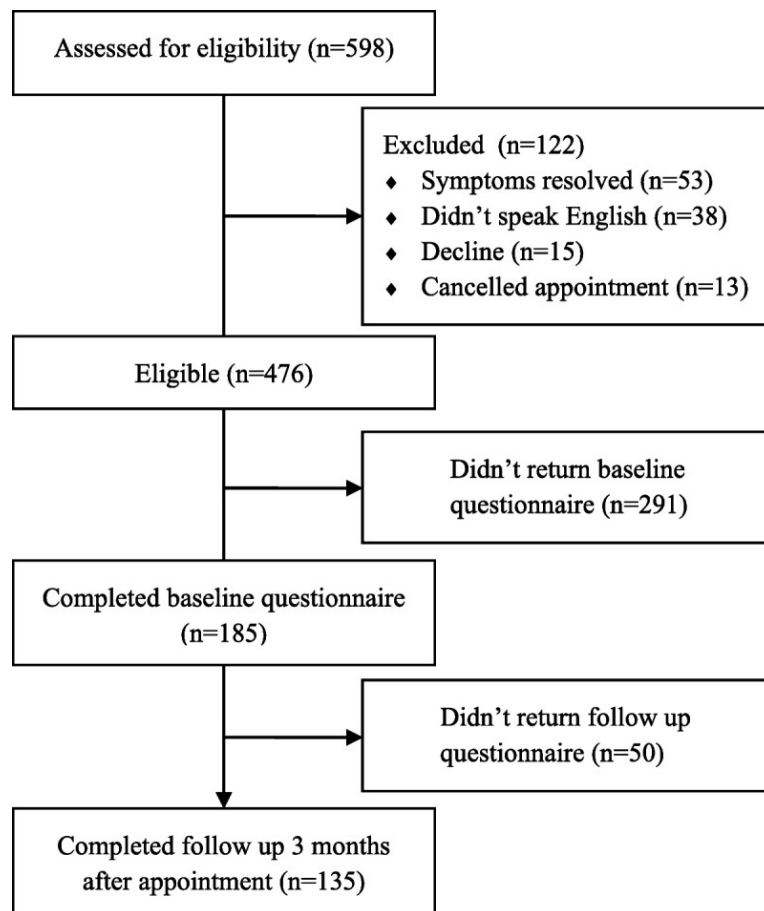 Assessed for eligibility (n=598)
Excluded (n=122)
♦ Symptoms resolved (n=53)
♦ Didn’t speak English (n=38)
♦ Decline (n=15)
♦ Cancelled appointment (n=13)
Eligible (n=476)
Didn’t return baseline
questionnaire (n=291)
Completed baseline questionnaire
(n=185)
Didn’t return follow up
questionnaire (n=50)
Completed follow up 3 months
after appointment (n=135)